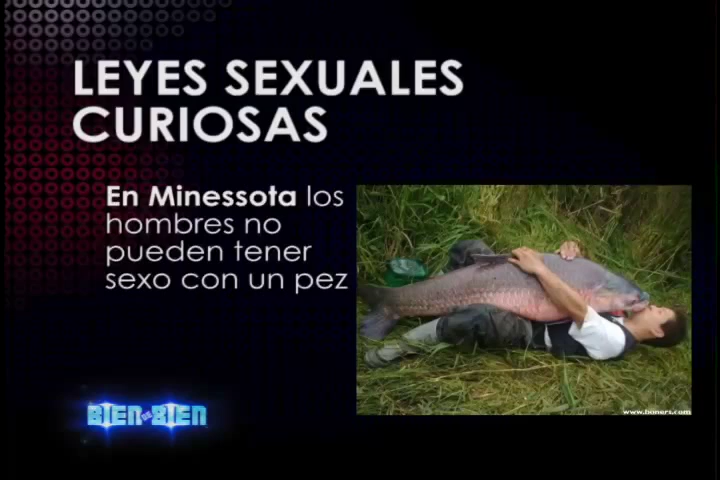 LEYES SEXUALES
CURIOSAS
En Minessota los
hombres no
pueden tener
sexo con un pez
BIEN DE BIEN
www.boners.com